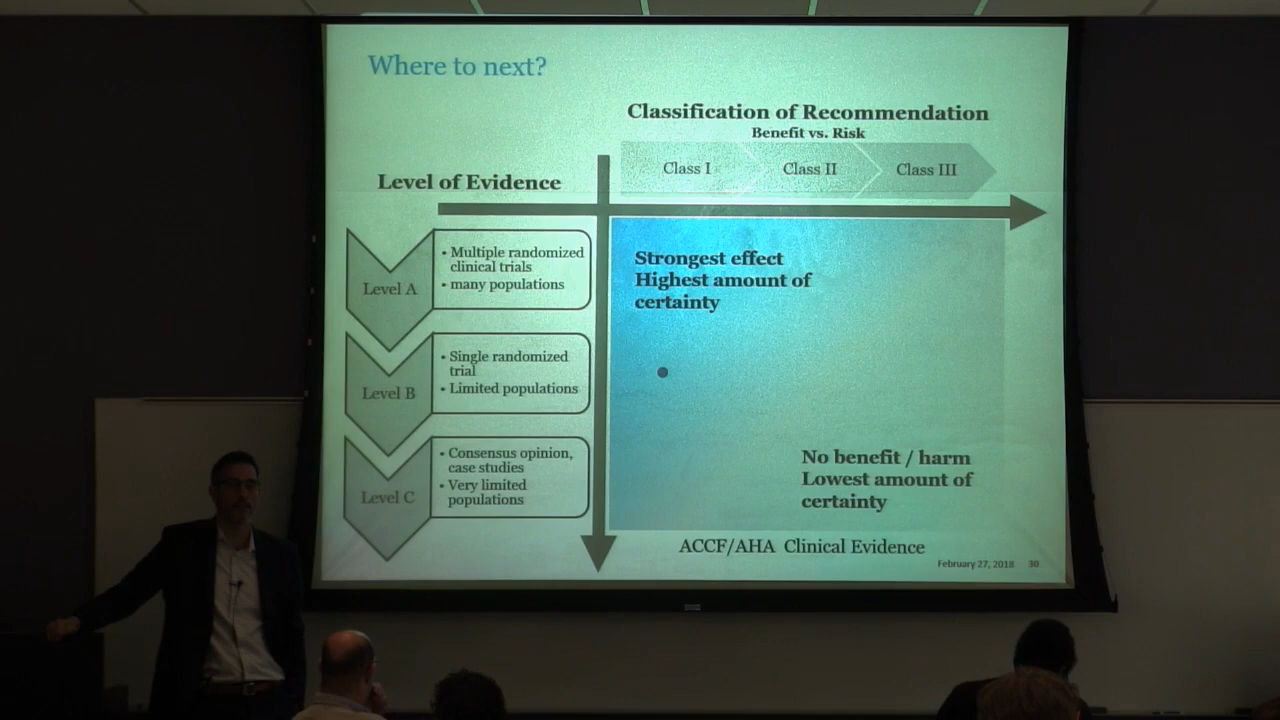 Where to next?
Classification of Recommendation
Benefit vs. Risk
Class I
Class II
Class III
Level of Evidence
Level A
• Multiple randomized
clinical trials
• many populations
Level B
• Single randomized
trial
• Limited populations
Level C
• Consensus opinion,
case studies
• Very limited
populations
Strongest effect
Highest amount of
certainty
No benefit / harm
Lowest amount of
certainty
ACCF/AHA Clinical Evidence
February 27, 2018
30